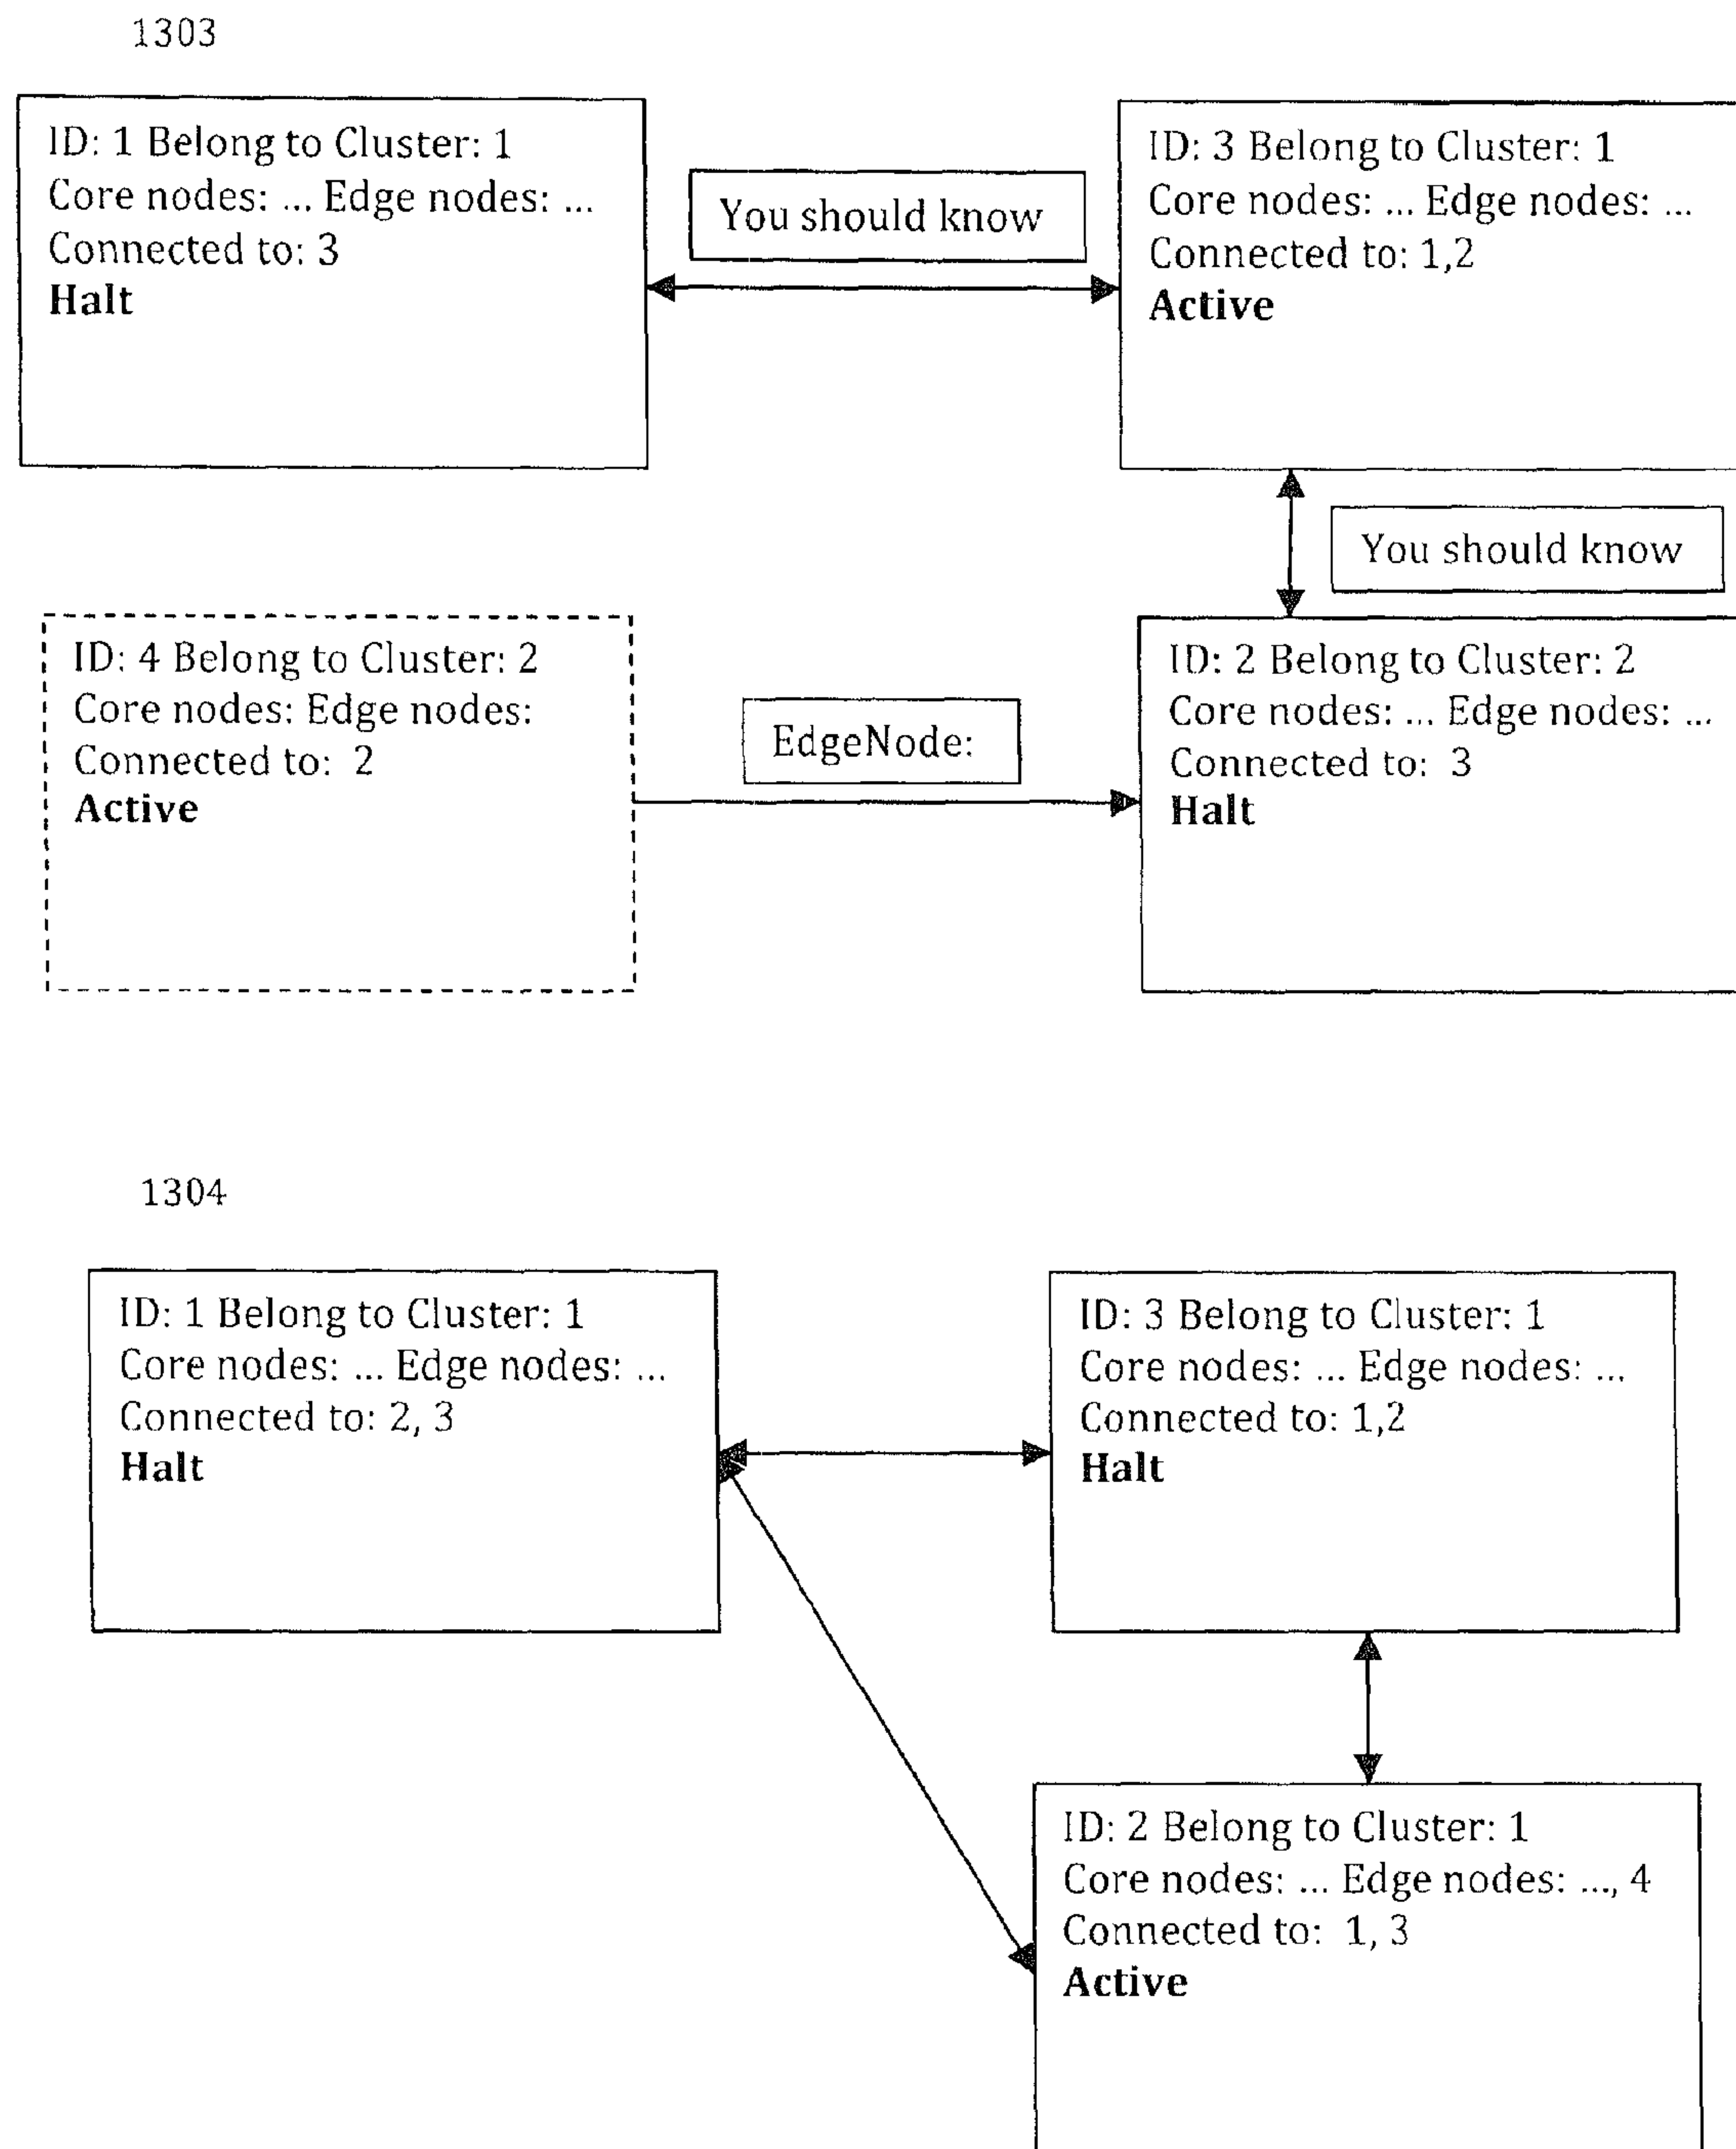 1303
ID: 1 Belong to Cluster: 1
Core nodes: ... Edge nodes: ...
Connected to: 3
Halt
You should know
ID: 3 Belong to Cluster: 1
Core nodes: ... Edge nodes: ...
Connected to: 1,2
Active
You should know
ID: 4 Belong to Cluster: 2
Core nodes: Edge nodes:
Connected to: 2
Active
EdgeNode:
ID: 2 Belong to Cluster: 2
Core nodes: ... Edge nodes: ...
Connected to: 3
Halt
1304
ID: 1 Belong to Cluster: 1
Core nodes: ... Edge nodes: ...
Connected to: 2, 3
Halt
ID: 3 Belong to Cluster: 1
Core nodes: ... Edge nodes: ...
Connected to: 1,2
Halt
ID: 2 Belong to Cluster: 1
Core nodes: ... Edge nodes: ..., 4
Connected to: 1, 3
Active